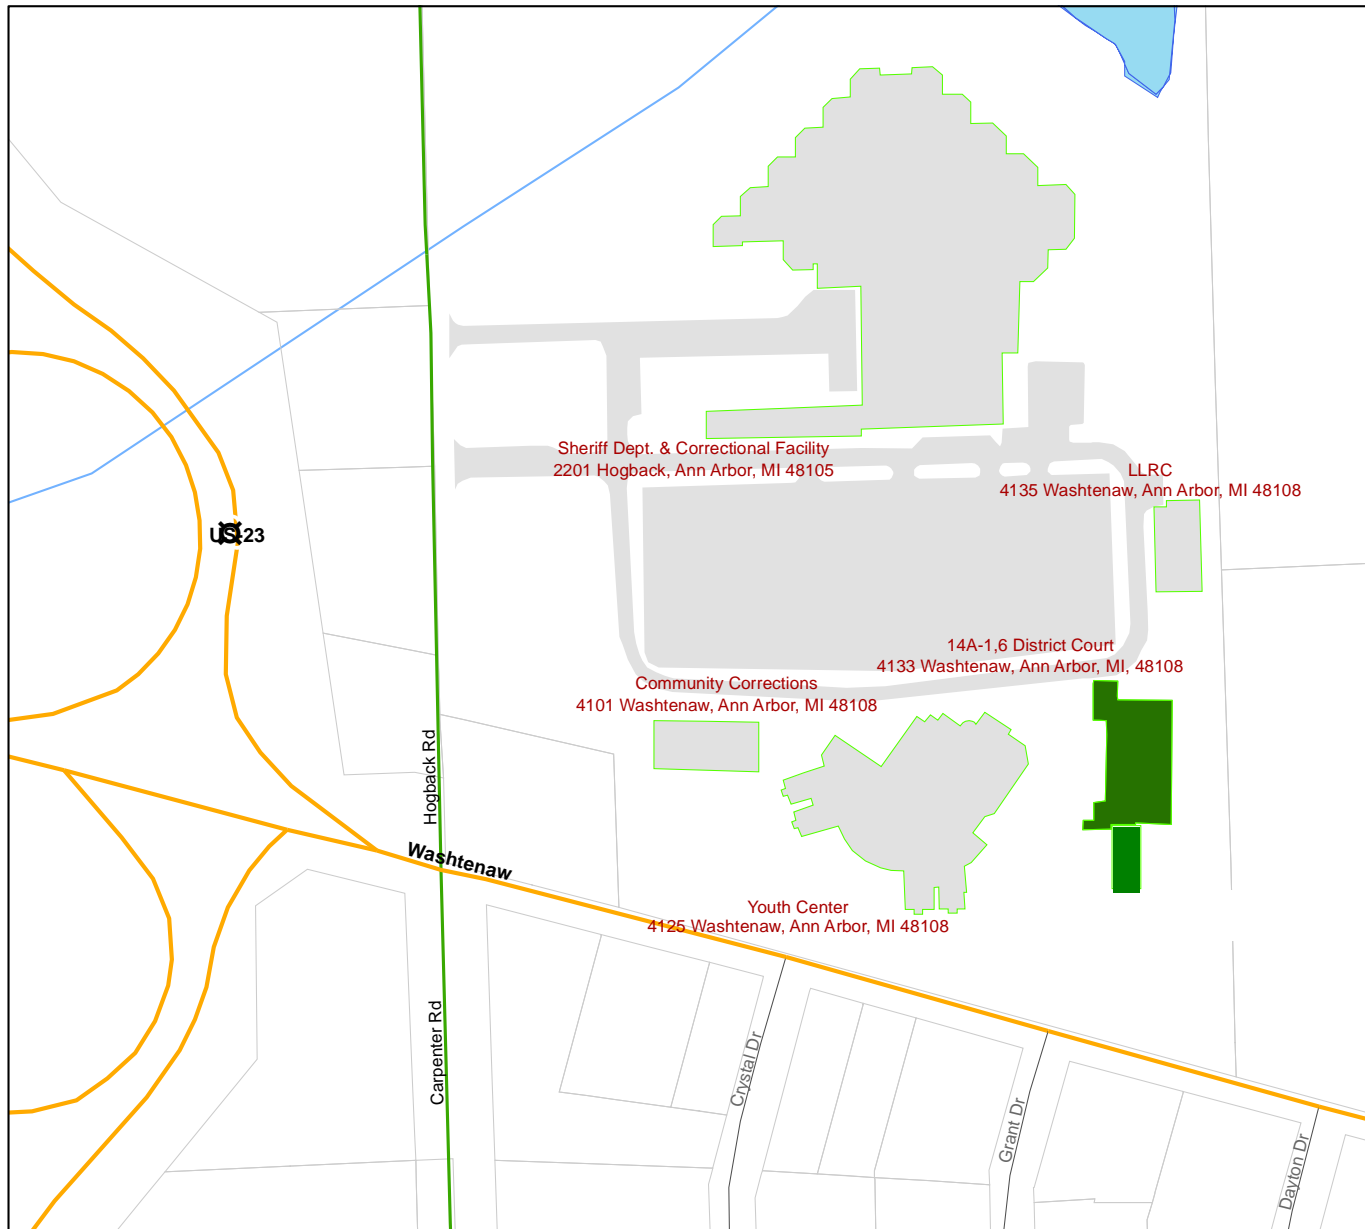 Sheriff Dept. & Correctional Facility
2201 Hogback, Ann Arbor, MI 48105
LLRC
4135 Washtenaw, Ann Arbor, MI 48108
US-23
14A-1,6 District Court
4133 Washtenaw, Ann Arbor, MI, 48108
Community Corrections
4101 Washtenaw, Ann Arbor, MI 48108
Hogback Rd
Washtenaw
Youth Center
4125 Washtenaw, Ann Arbor, MI 48108
Carpenter Rd
Crystal Dr
Grant Dr
Dayton Dr